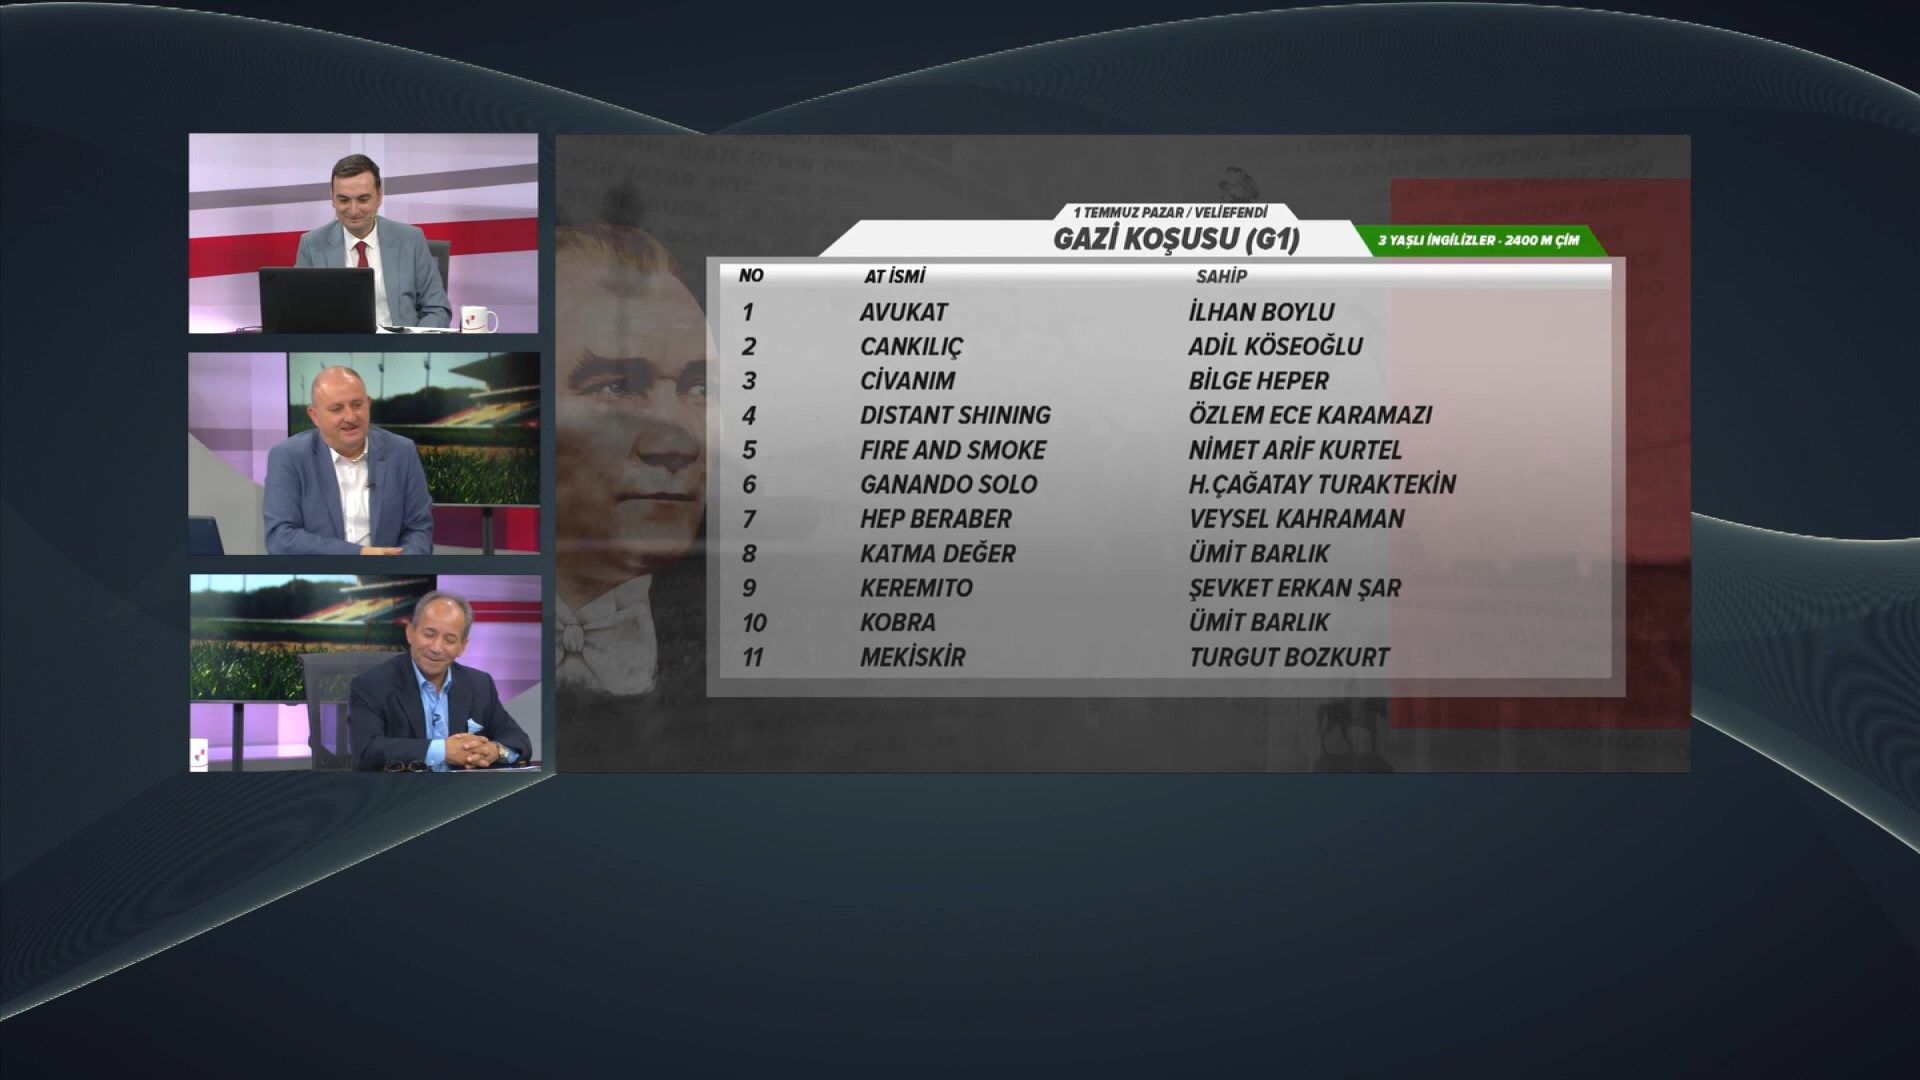 1 TEMMUZ PAZAR / VELİEFENDİ
GAZİ KOŞUSU (G1)
3 YAŞLI İNGİLİZLER - 2400 M ÇİM
NO AT İSMİ SAHİP
1 AVUKAT İLHAN BOYLU
2 CANKILIÇ ADİL KÖSEOĞLU
3 CİVANIM BİLGE HEPER
4 DISTANT SHINING ÖZLEM ECE KARAMAZI
5 FIRE AND SMOKE NİMET ARİF KURTEL
6 GANANDO SOLO H.ÇAĞATAY TURAKTEKİN
7 HEP BERABER VEYSEL KAHRAMAN
8 KATMA DEĞER ÜMİT BARLIK
9 KEREMITO ŞEVKET ERKAN ŞAR
10 KOBRA ÜMİT BARLIK
11 MEKİSKİR TURGUT BOZKURT